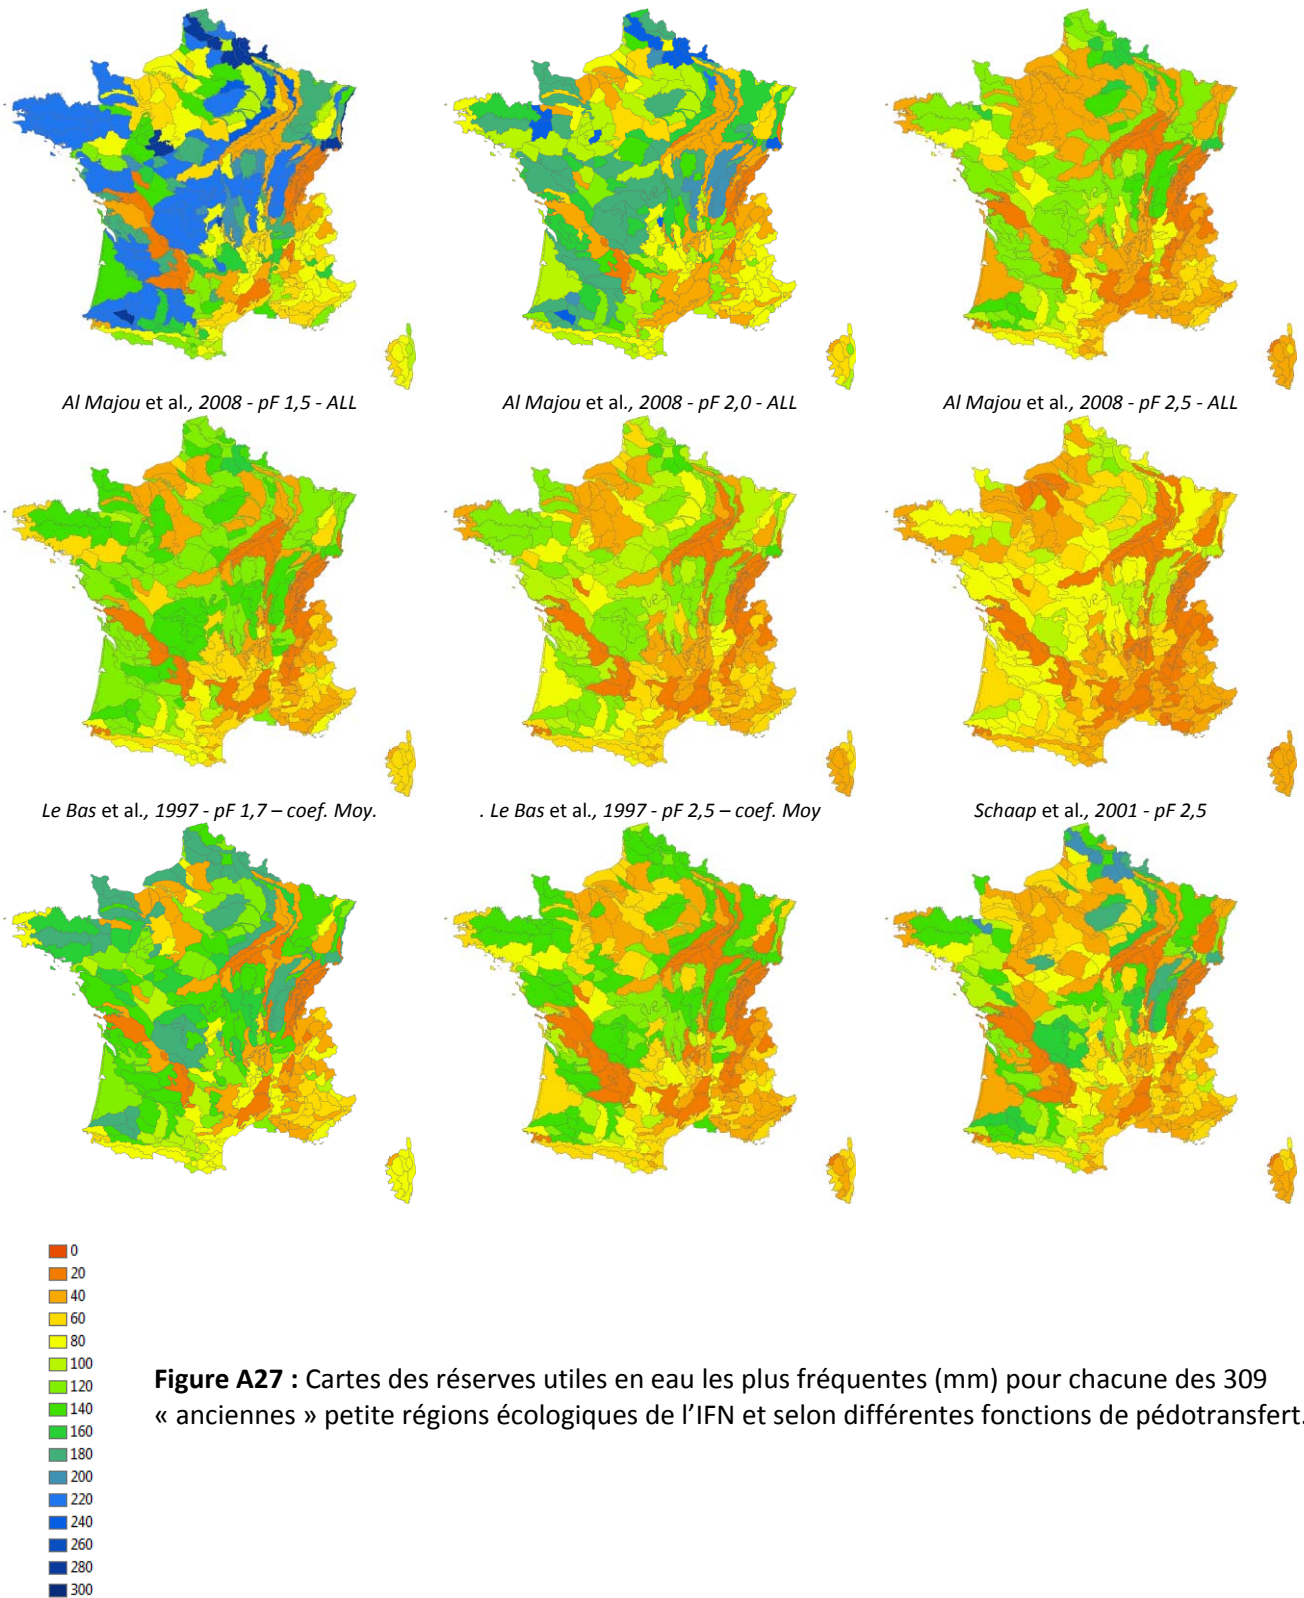 Al Majou et al., 2008 - pF 1,5 - ALL
Al Majou et al., 2008 - pF 2,0 - ALL
Al Majou et al., 2008 - pF 2,5 - ALL
Le Bas et al., 1997 - pF 1,7 – coef. Moy.
. Le Bas et al., 1997 - pF 2,5 – coef. Moy
Schaap et al., 2001 - pF 2,5
0
20
40
60
80
100
120
140
160
180
200
220
240
260
280
300
Figure A27 : Cartes des réserves utiles en eau les plus fréquentes (mm) pour chacune des 309
« anciennes » petite régions écologiques de l’IFN et selon différentes fonctions de pédotransfert.